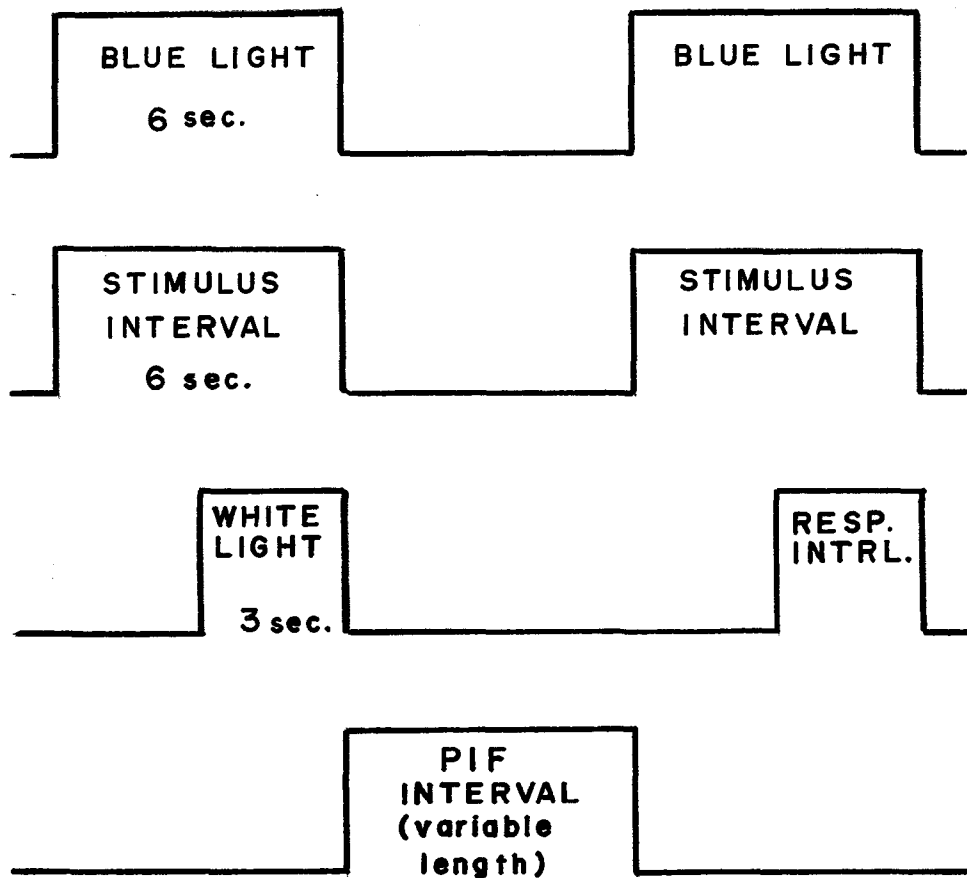 BLUE LIGHT
6 sec.
BLUE LIGHT
STIMULUS
INTERVAL
6 sec.
STIMULUS
INTERVAL
WHITE
LIGHT
3 sec.
RESP.
INTRL.
PIF
INTERVAL
(variable
length)